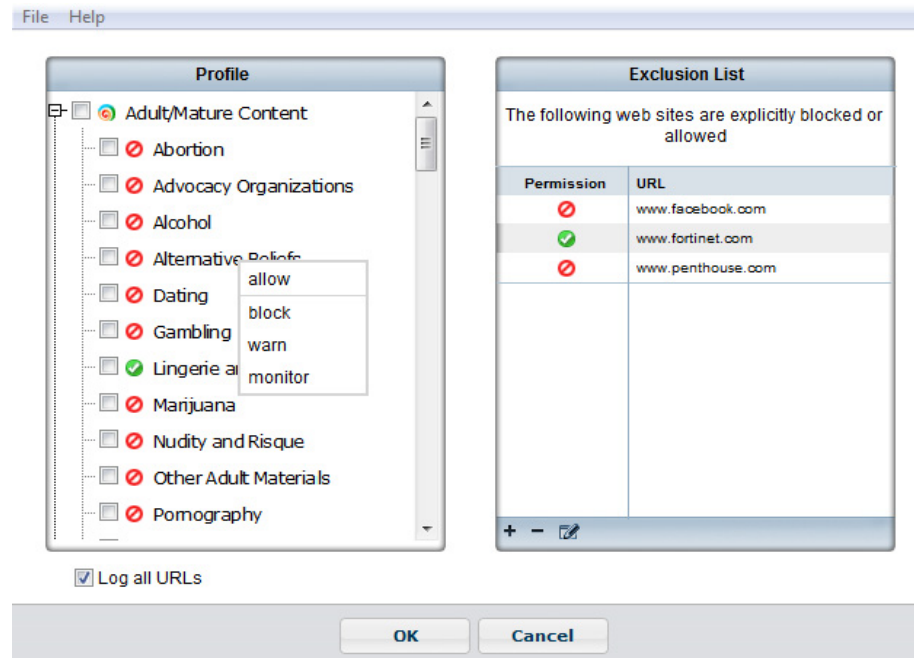 File Help
Profile
Adult/Mature Content
Abortion
Advocacy Organizations
Alcohol
Alternative Beliefs
Dating
Gambling
Lingerie
Marijuana
Nudity and Risque
Other Adult Materials
Pornography
allow
block
warn
monitor
Log all URLs
Exclusion List
The following web sites are explicitly blocked or
allowed
Permission URL
www.facebook.com
www.fortinet.com
www.penthouse.com
OK Cancel